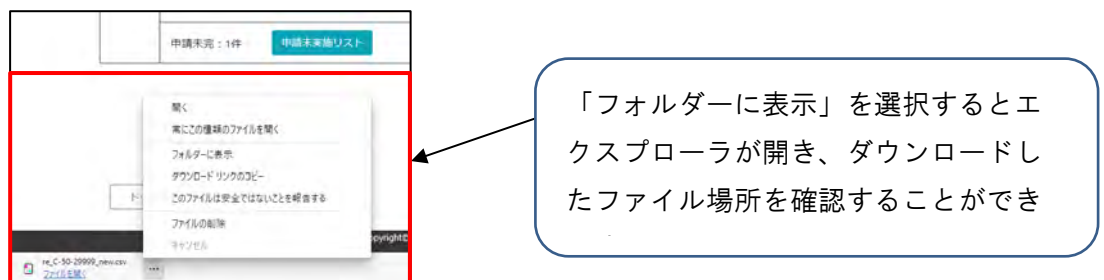 申請未完：1件
申請未実施リスト
開く
常にこの種類のファイルを開く
フォルダーに表示
ダウンロード リンクのコピー
このファイルは安全ではないことを報告する
ファイルの削除
キャンセル
ト
opyright©
re_C-50-29999_new.csv
ファイルを開く
...
「フォルダーに表示」を選択するとエ
クスプローラが開き、ダウンロードし
たファイル場所を確認することができ